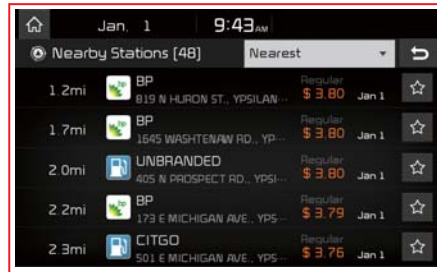 Jan. 1 9:43 AM
Nearby Stations [48] Nearest
1.2mi BP Regular
819 N HURON ST., YPSILAN··· $ 3.80 Jan 1
1.7mi BP Regular
1645 WASHTENAW RD., YP··· $ 3.80 Jan 1
2.0mi UNBRANDED Regular
405 N PROSPECT RD., YPSI··· $ 3.80 Jan 1
2.2mi BP Regular
173 E MICHIGAN AVE., YPS··· $ 3.79 Jan 1
2.3mi CITGO Regular
501 E MICHIGAN AVE., YPS··· $ 3.76 Jan 1